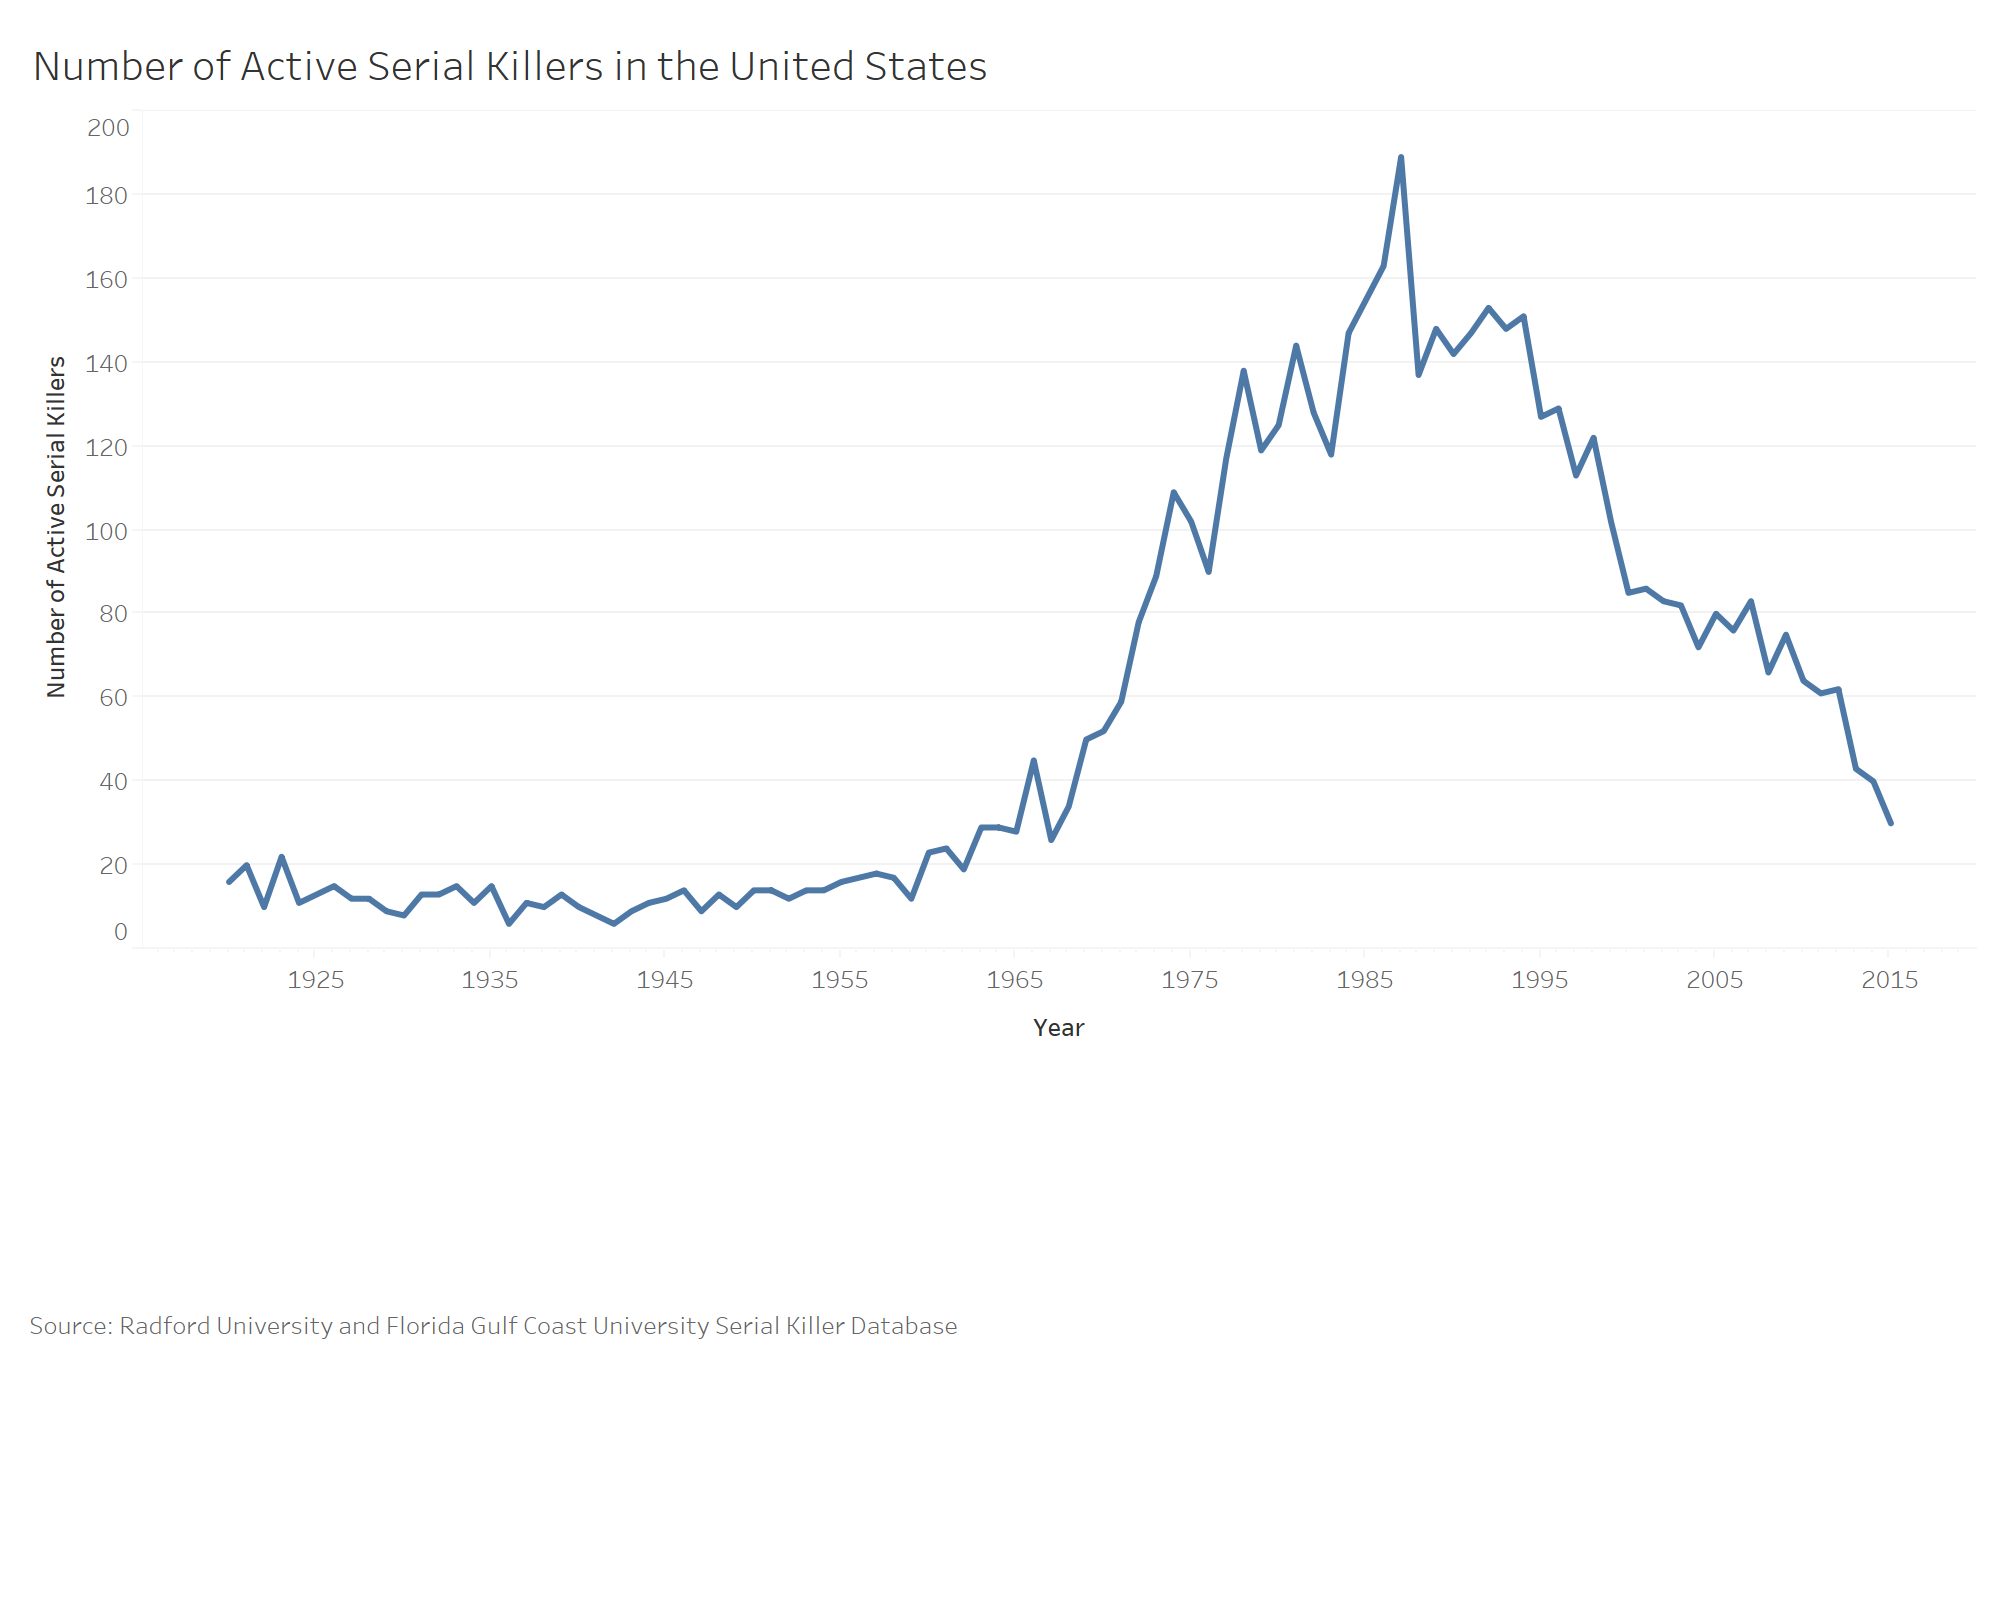 Number of Active Serial Killers in the United States
200
180
160
140
120
100
80
60
40
20
0
Number of Active Serial Killers
1925 1935 1945 1955 1965 1975 1985 1995 2005 2015
Year
Source: Radford University and Florida Gulf Coast University Serial Killer Database